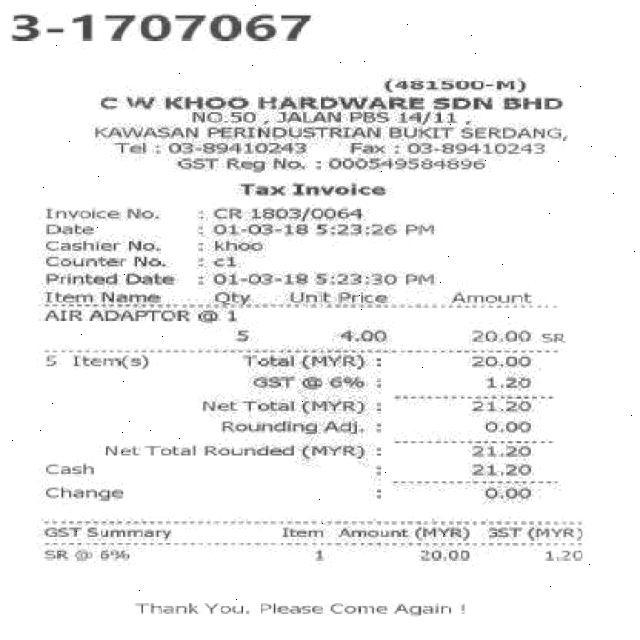 3-1707067
(481500-M)
C W KHOO HARDWARE SDN BHD
NO.50 , JALAN PBS 14/11 ,
KAWASAN PERINDUSTRIAN BUKIT SERDANG,
Tel : 03-89410243 Fax : 03-89410243
GST Reg No. : 000549584896
Tax Invoice
Invoice No. : CR 1803/0064
Date : 01-03-18 5:23:26 PM
Cashier No. : khoo
Counter No. : c1
Printed Date : 01-03-18 5:23:30 PM
Item Name Qty Unit Price Amount
AIR ADAPTOR @ 1
5 4.00 20.00 SR
5 Item(s) Total (MYR) : 20.00
GST @ 6% : 1.20
Net Total (MYR) : 21.20
Rounding Adj. : 0.00
Net Total Rounded (MYR) : 21.20
Cash : 21.20
Change : 0.00
GST Summary Item Amount (MYR) 3ST (MYR)
SR @ 6% 1 20.00 1.20
Thank You. Please Come Again !